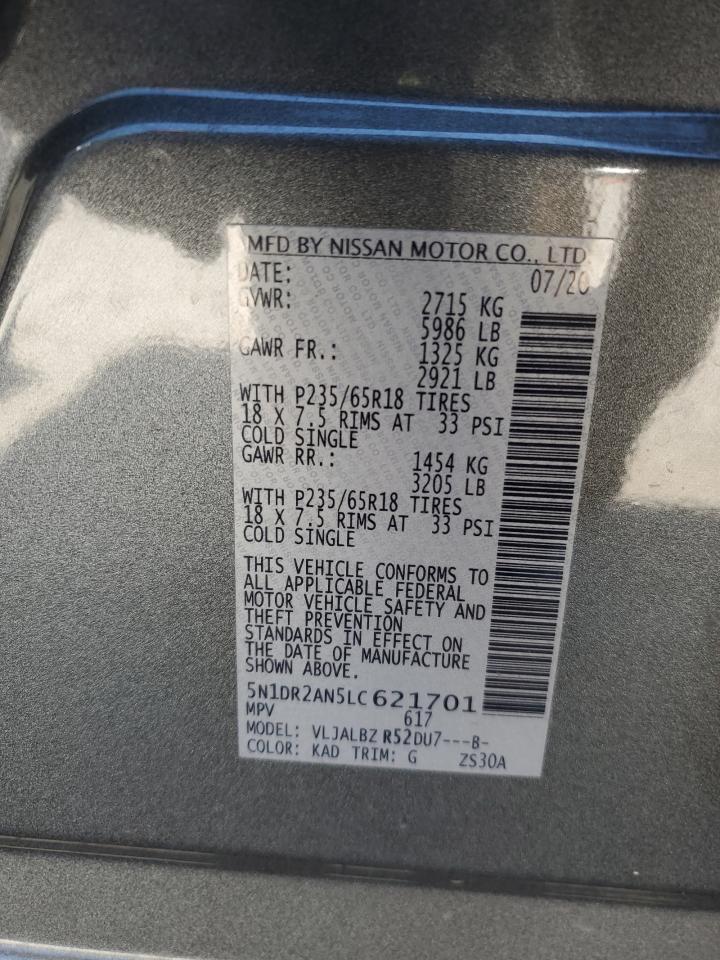 MFD BY NISSAN MOTOR CO., LTD.
DATE: 07/20
GVWR: 2715 KG
5986 LB
GAWR FR.: 1325 KG
2921 LB
WITH P235/65R18 TIRES
18 X 7.5 RIMS AT 33 PSI
COLD SINGLE
GAWR RR.: 1454 KG
3205 LB
WITH P235/65R18 TIRES
18 X 7.5 RIMS AT 33 PSI
COLD SINGLE
THIS VEHICLE CONFORMS TO
ALL APPLICABLE FEDERAL
MOTOR VEHICLE SAFETY AND
THEFT PREVENTION
STANDARDS IN EFFECT ON
THE DATE OF MANUFACTURE
SHOWN ABOVE.
5N1DR2AN5LC621701
MPV 617
MODEL: VLJALBZ R52DU7---B-
COLOR: KAD TRIM: G ZS30A